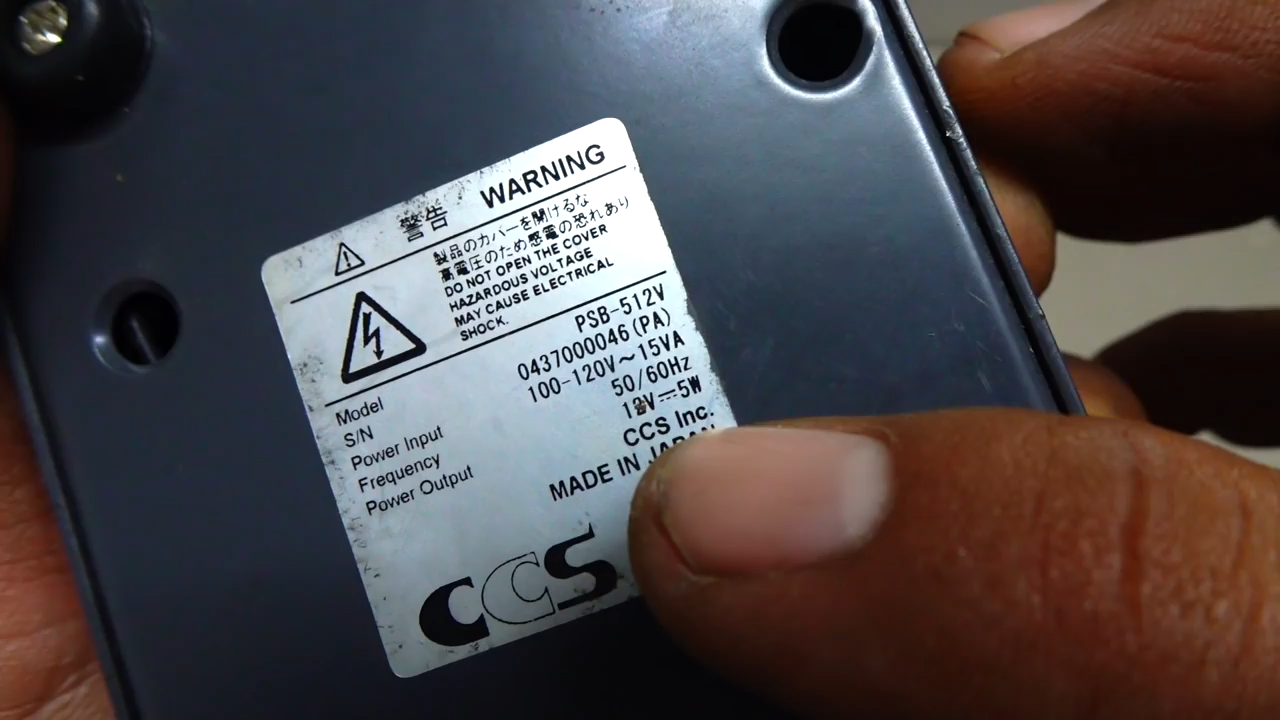 警告 WARNING
製品のカバーを開けるな
高電圧のため感電の恐れあり
DO NOT OPEN THE COVER
HAZARDOUS VOLTAGE
MAY CAUSE ELECTRICAL
SHOCK.
Model PSB-512V
S/N 0437000046(PA)
Power Input 100-120V~15VA
Frequency 50/60Hz
Power Output 12V⎓5W
CCS Inc.
MADE IN JAPAN
CCS